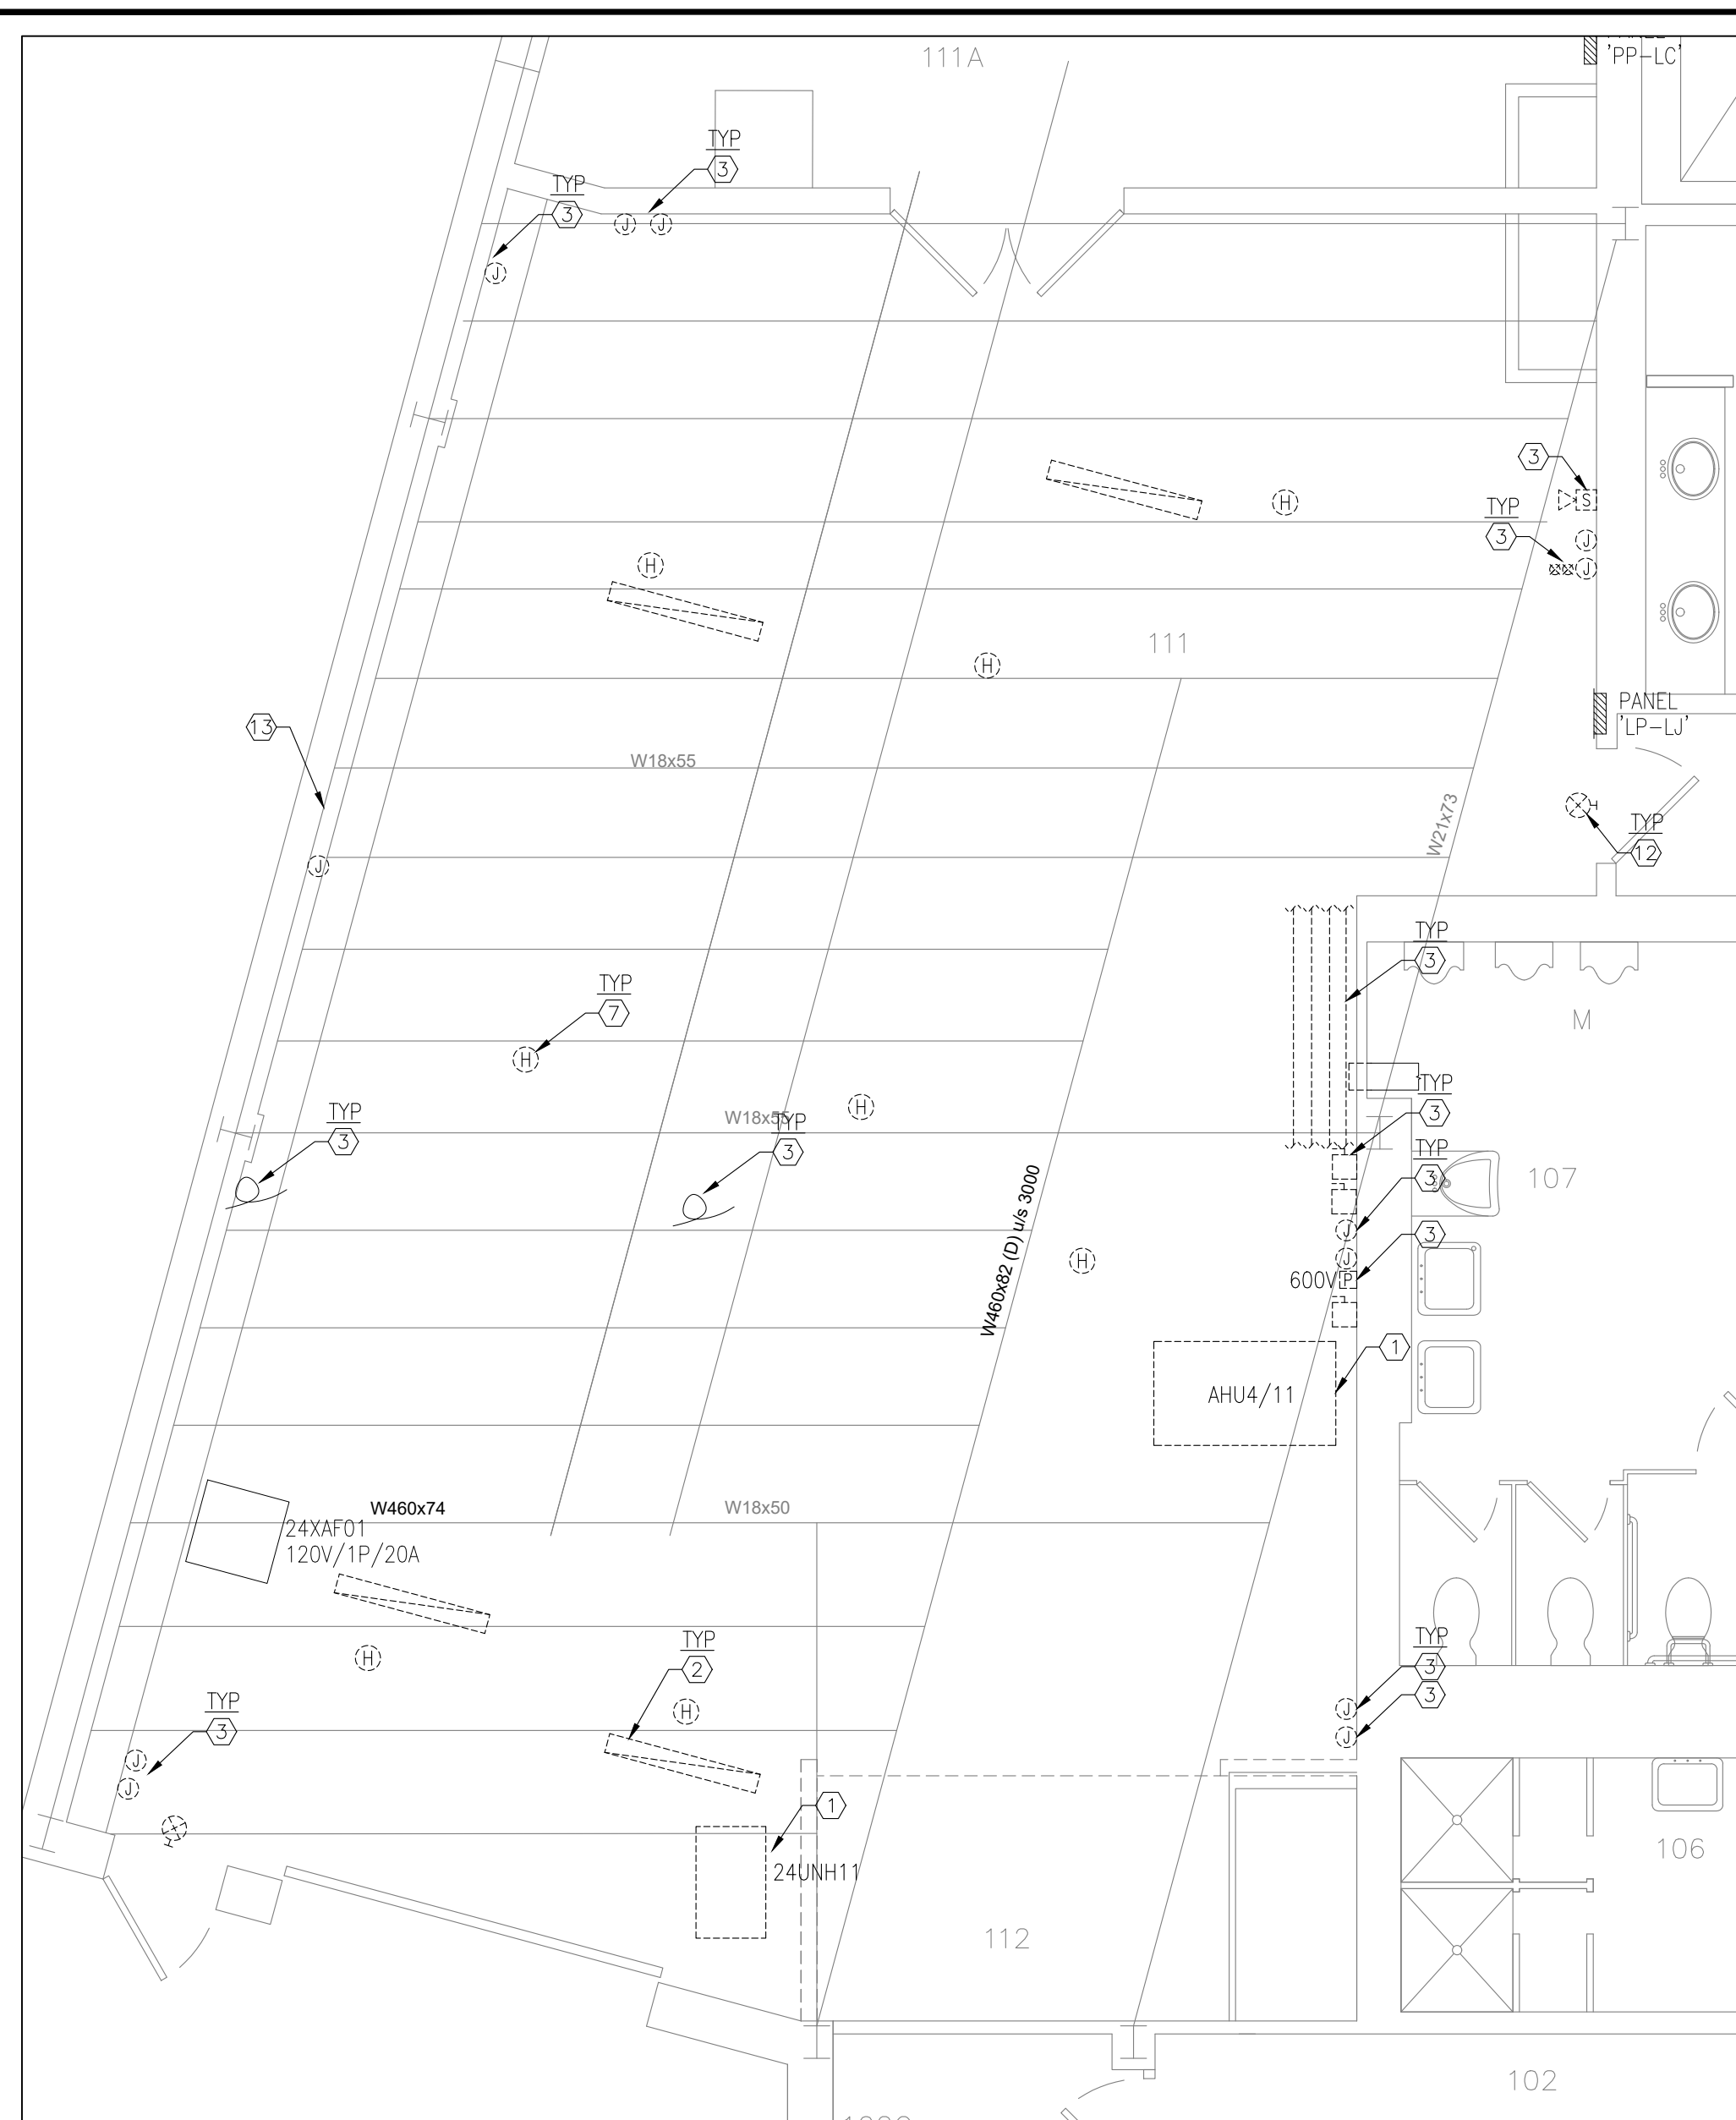 111A
'PP-LC'
TYP
3
TYP
3
J
J
J
3
S
H
TYP
3
J
J
H
111
H
PANEL
'LP-LJ'
13
W18x55
W21x73
TYP
12
J
TYP
3
TYP
7
M
H
TYP
3
H
TYP
3
W18x55
TYP
3
TYP
3
107
J
3
W460x82 (D) u/s 3000
H
J
600V P
1
AHU4/11
W460x74
W18x50
24XAF01
120V/1P/20A
H
TYP
2
TYP
3
3
H
TYP
3
J
J
J
J
1
106
24UNH11
112
102